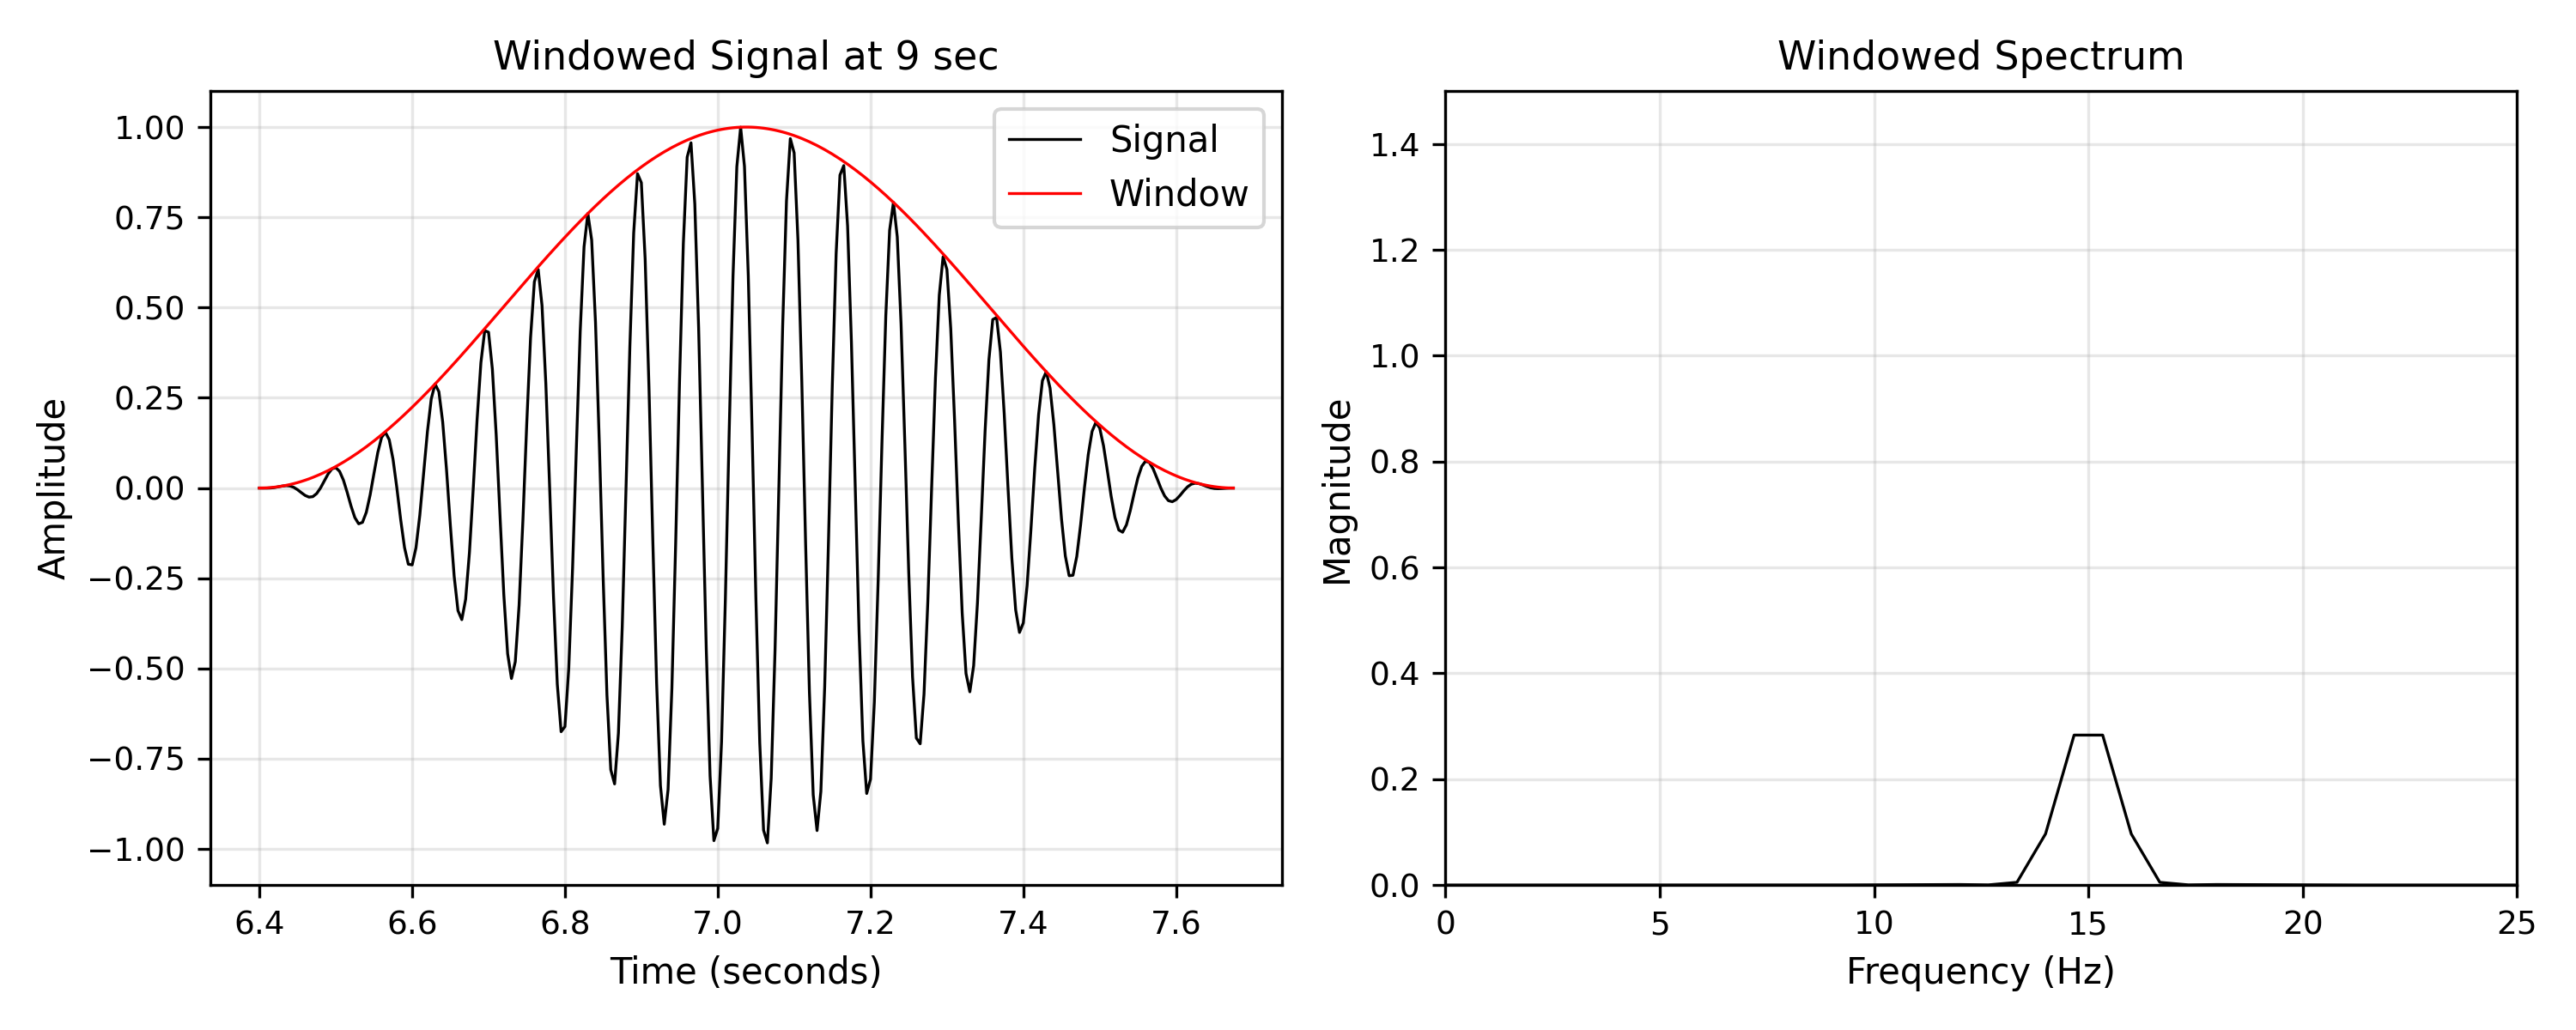 Windowed Signal at 9 sec
1.00
0.75
0.50
0.25
0.00
−0.25
−0.50
−0.75
−1.00
Amplitude
Signal
Window
6.4 6.6 6.8 7.0 7.2 7.4 7.6
Time (seconds)
Windowed Spectrum
1.4
1.2
1.0
0.8
0.6
0.4
0.2
0.0
Magnitude
0 5 10 15 20 25
Frequency (Hz)